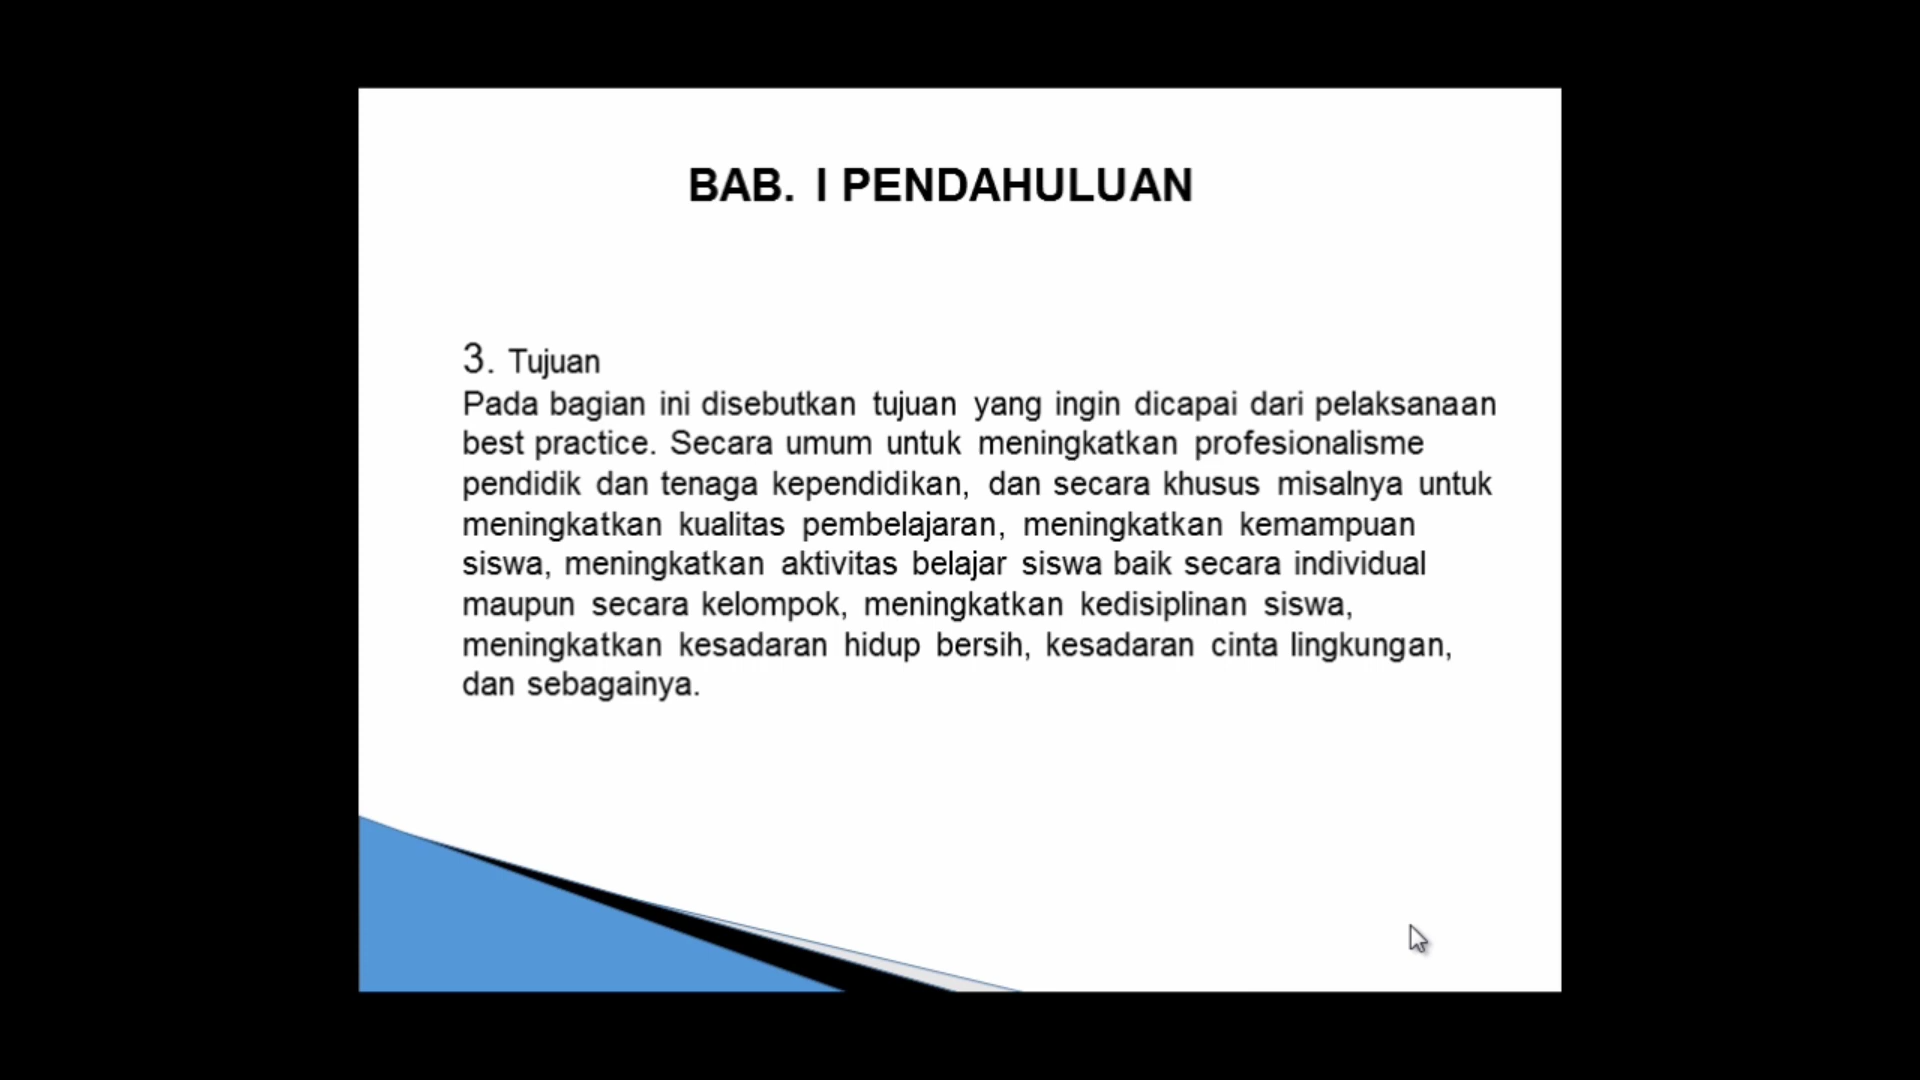 BAB. I PENDAHULUAN
3. Tujuan
Pada bagian ini disebutkan tujuan yang ingin dicapai dari pelaksanaan
best practice. Secara umum untuk meningkatkan profesionalisme
pendidik dan tenaga kependidikan, dan secara khusus misalnya untuk
meningkatkan kualitas pembelajaran, meningkatkan kemampuan
siswa, meningkatkan aktivitas belajar siswa baik secara individual
maupun secara kelompok, meningkatkan kedisiplinan siswa,
meningkatkan kesadaran hidup bersih, kesadaran cinta lingkungan,
dan sebagainya.